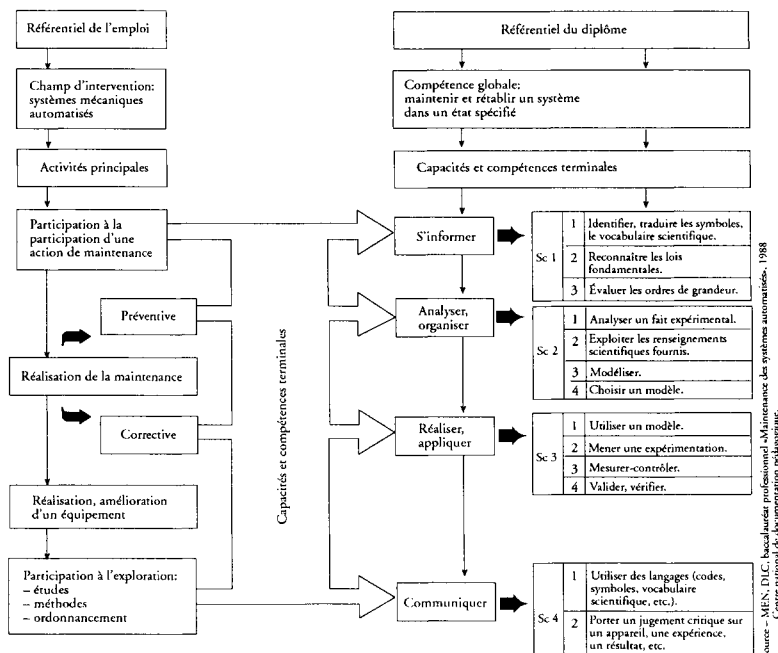 Référentiel de l'emploi
Champ d'intervention:
systèmes mécaniques
automatisés
Activités principales
Participation à la
participation d'une
action de maintenance
Préventive
Réalisation de la maintenance
Corrective
Réalisation, amélioration
d'un équipement
Participation à l'exploration:
– études
– méthodes
– ordonnancement
Capacités et compétences terminales
Référentiel du diplôme
Compétence globale:
maintenir et rétablir un système
dans un état spécifié
Capacités et compétences terminales
S'informer
Sc 1
1 Identifier, traduire les symboles,
le vocabulaire scientifique.
2 Reconnaître les lois
fondamentales.
3 Évaluer les ordres de grandeur.
Analyser,
organiser
Sc 2
1 Analyser un fait expérimental.
2 Exploiter les renseignements
scientifiques fournis.
3 Modéliser.
4 Choisir un modèle.
Réaliser,
appliquer
Sc 3
1 Utiliser un modèle.
2 Mener une expérimentation.
3 Mesurer-contrôler.
4 Valider, vérifier.
Communiquer
Sc 4
1 Utiliser des langages (codes,
symboles, vocabulaire
scientifique, etc.).
2 Porter un jugement critique sur
un appareil, une expérience,
un résultat, etc.
ource – MEN, DLC, baccalauréat professionnel «Maintenance des systèmes automatisés», 1988
Centre national de documentation pédagogique.